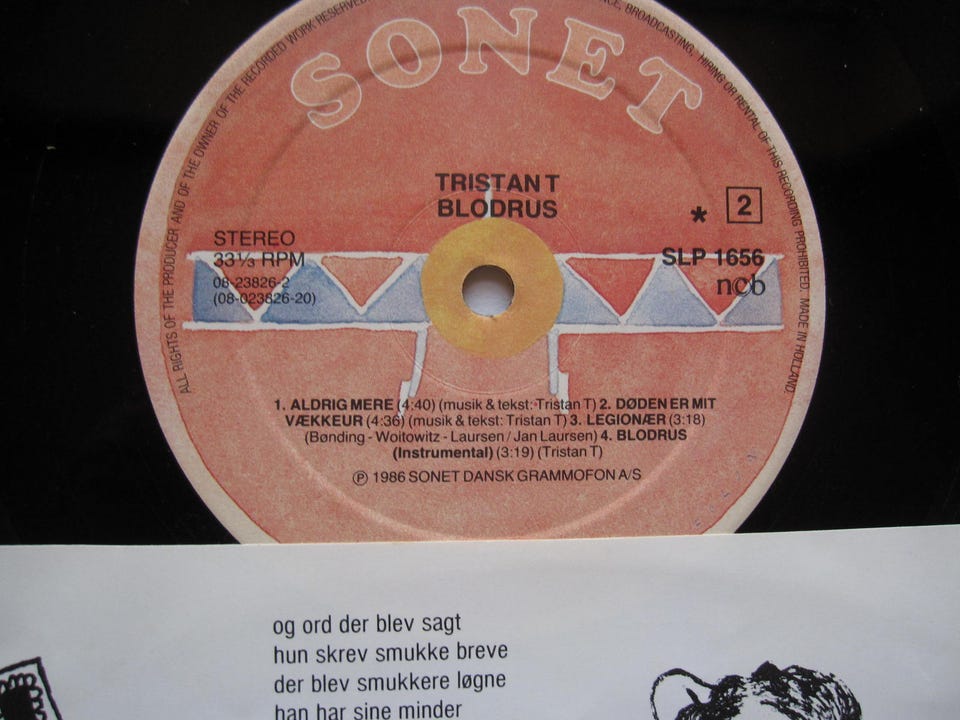 ALL RIGHTS OF THE PRODUCER AND OF THE OWNER OF THE RECORDED WORK RESERVED
BROADCASTING, HIRING OR RENTAL OF THIS RECORDING PROHIBITED. MADE IN HOLLAND.
SONET
TRISTAN T
BLODRUS
* 2
STEREO
33⅓ RPM
SLP 1656
08-23826-2
ncb
(08-023826-20)
1. ALDRIG MERE (4:40) (musik & tekst: Tristan T) 2. DØDEN ER MIT
VÆKKEUR (4:36) (musik & tekst: Tristan T) 3. LEGIONÆR (3:18)
(Bønding - Woitowitz - Laursen / Jan Laursen) 4. BLODRUS
(Instrumental) (3:19) (Tristan T)
Ⓟ 1986 SONET DANSK GRAMMOFON A/S
og ord der blev sagt
hun skrev smukke breve
der blev smukkere løgne
han har sine minder